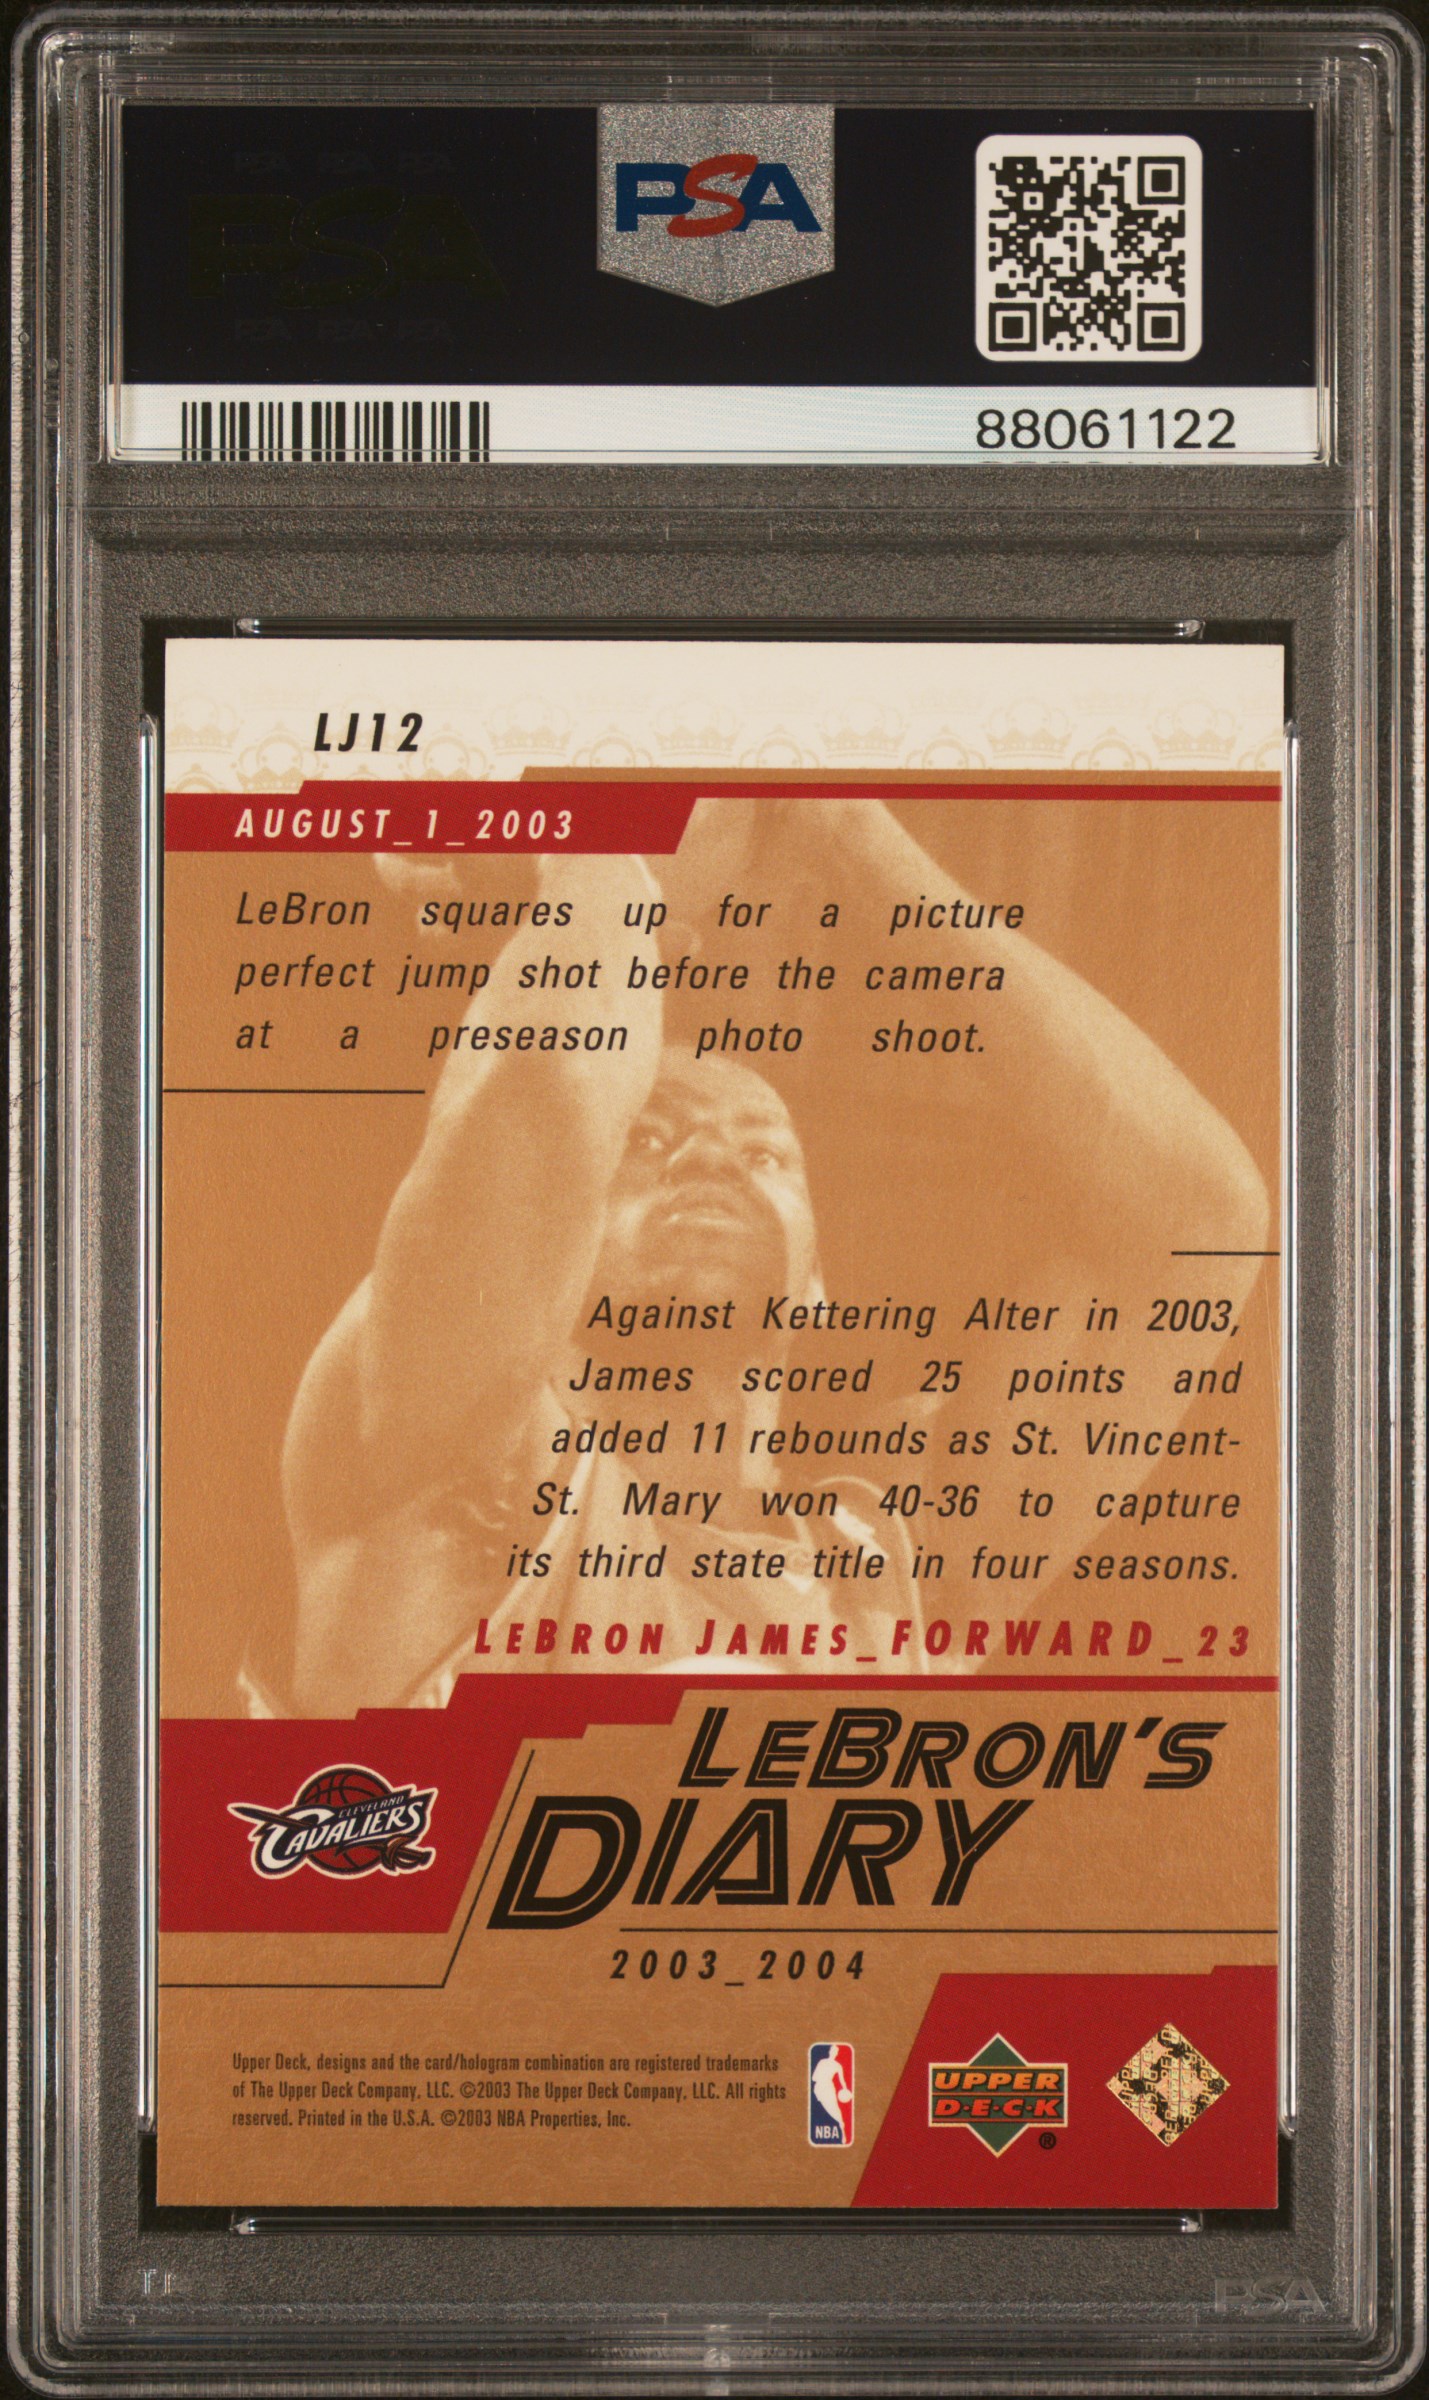 PSA
88061122
LJ12
AUGUST_1_2003
LeBron squares up for a picture
perfect jump shot before the camera
at a preseason photo shoot.
Against Kettering Alter in 2003,
James scored 25 points and
added 11 rebounds as St. Vincent-
St. Mary won 40-36 to capture
its third state title in four seasons.
LEBRON JAMES_FORWARD_23
LEBRON'S
DIARY
CLEVELAND
CAVALIERS
2003_2004
Upper Deck, designs and the card/hologram combination are registered trademarks
of The Upper Deck Company, LLC. ©2003 The Upper Deck Company, LLC. All rights
reserved. Printed in the U.S.A. ©2003 NBA Properties, Inc.
NBA
UPPER
D·E·C·K
®
PSA